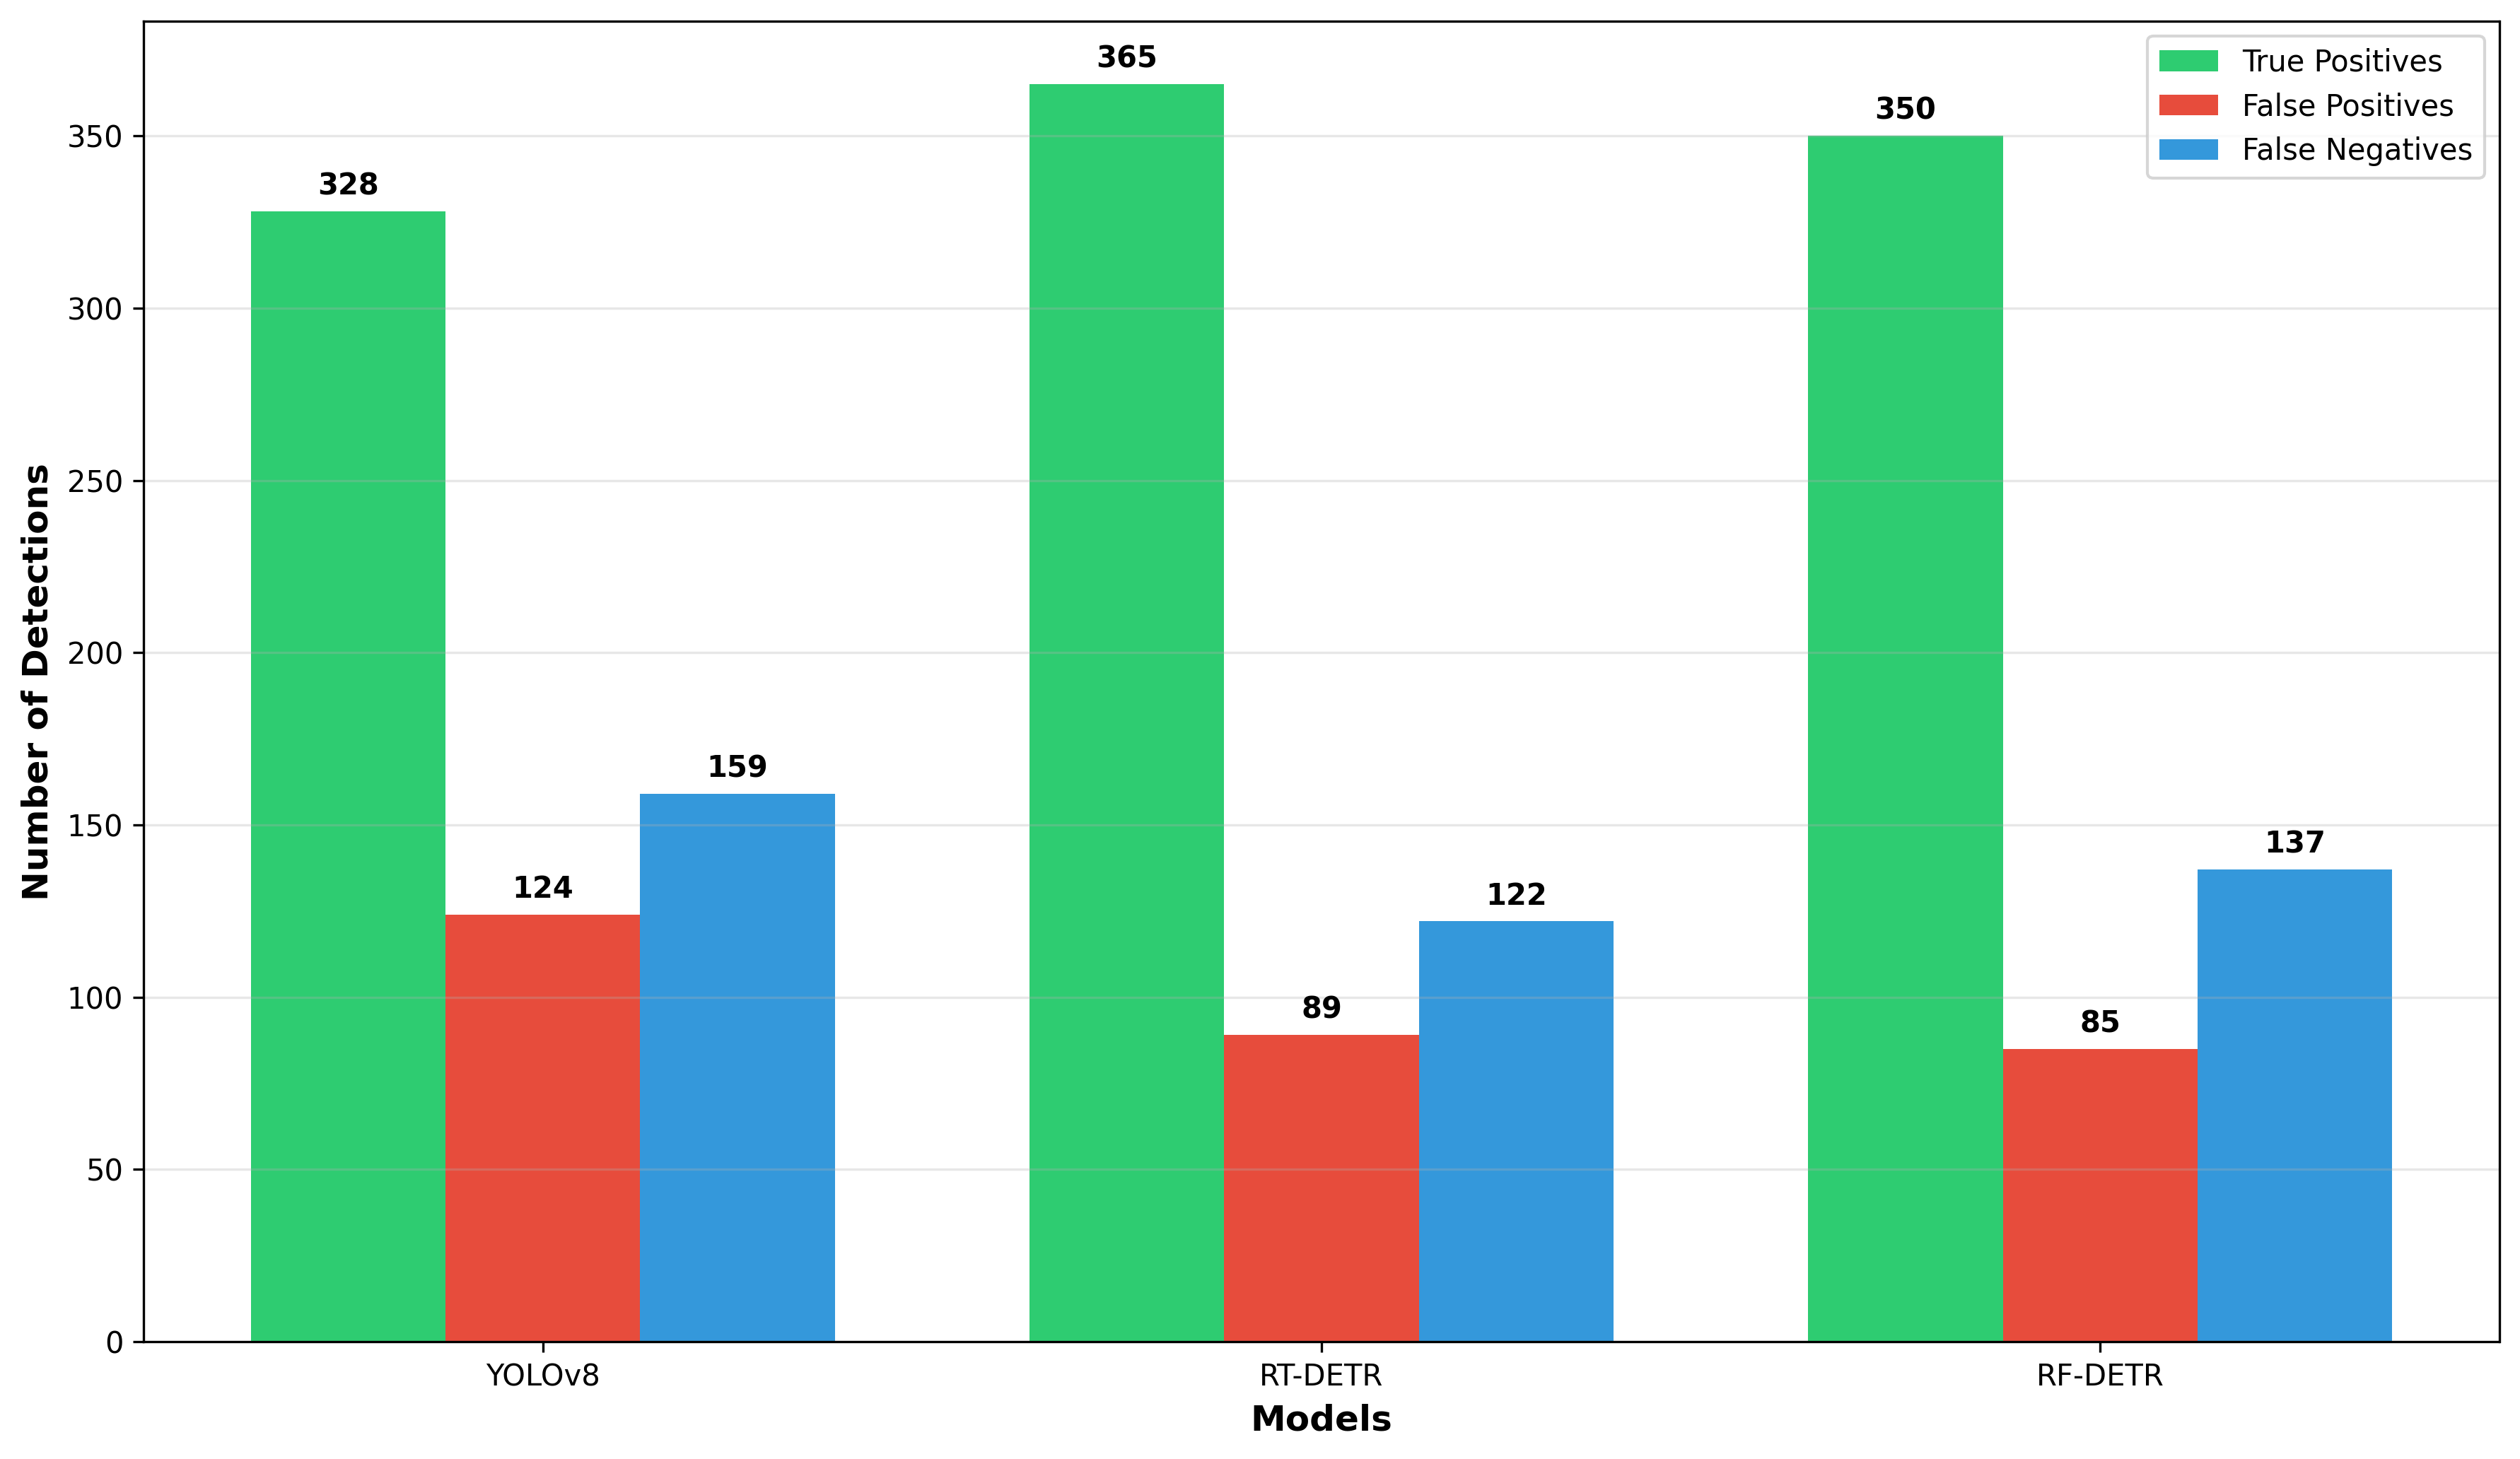 365
True Positives
350
False Positives
350
False Negatives
328
300
250
Number of Detections
200
159
150
137
124
122
100
89
85
50
0
YOLOv8
RT-DETR
RF-DETR
Models